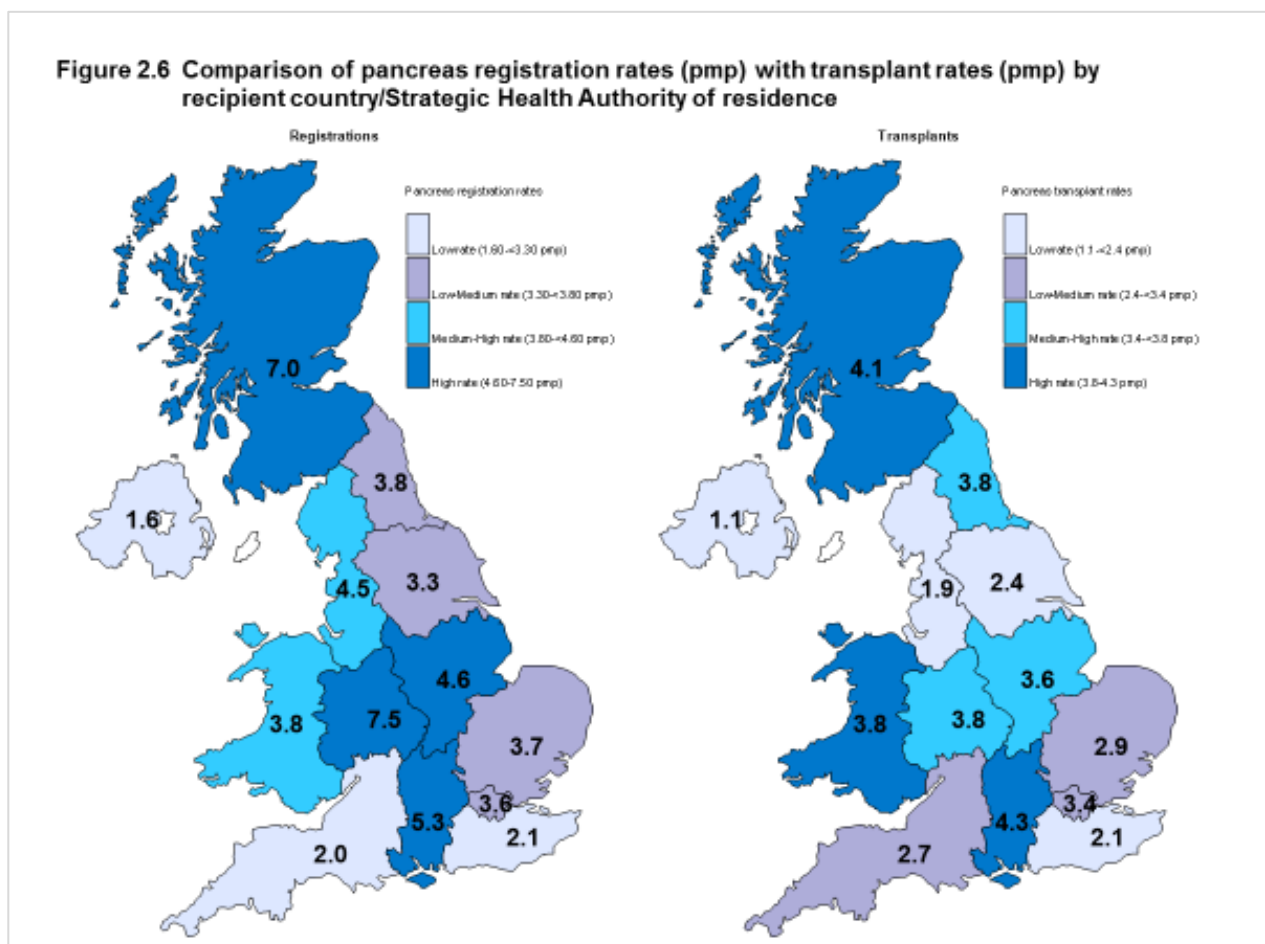 Figure 2.6 Comparison of pancreas registration rates (pmp) with transplant rates (pmp) by
recipient country/Strategic Health Authority of residence
Registrations
Pancreas registration rates
Low rate (1.60-<3.30 pmp)
Low-Medium rate (3.30-<3.80 pmp)
Medium-High rate (3.80-<4.60 pmp)
High rate (4.60-7.50 pmp)
7.0
3.8
1.6
4.5
3.3
4.6
3.8
7.5
3.7
3.6
5.3
2.1
2.0
Transplants
Pancreas transplant rates
Low rate (1.1-<2.4 pmp)
Low-Medium rate (2.4-<3.4 pmp)
Medium-High rate (3.4-<3.8 pmp)
High rate (3.8-4.3 pmp)
4.1
3.8
1.1
1.9
2.4
3.6
3.8
3.8
2.9
3.4
4.3
2.1
2.7